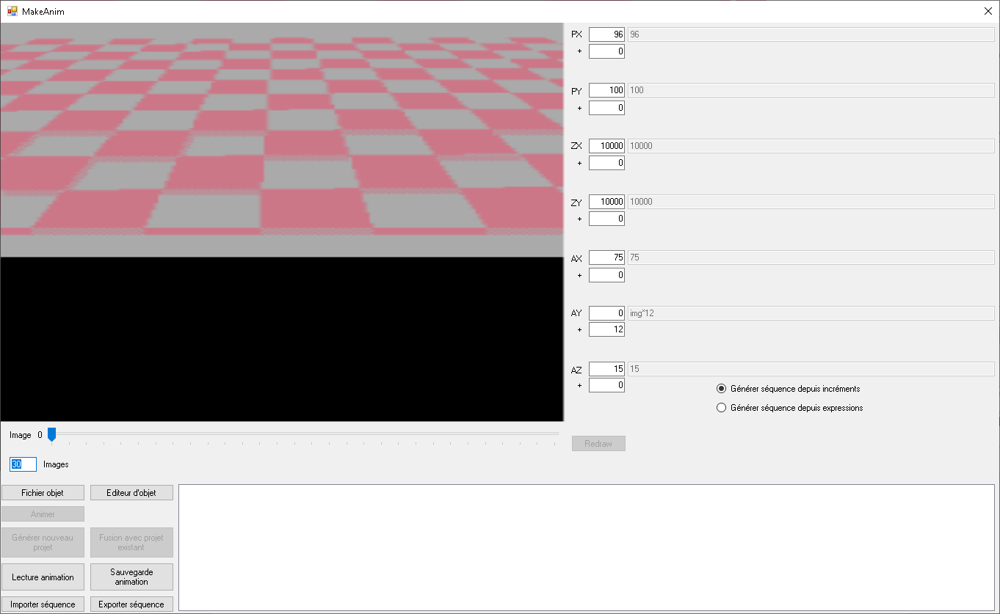 MakeAnim
PX 96 96
+ 0
PY 100 100
+ 0
ZX 10000 10000
+ 0
ZY 10000 10000
+ 0
AX 75 75
+ 0
AY 0 img*12
+ 12
AZ 15 15
+ 0
Générer séquence depuis incréments
Générer séquence depuis expressions
Image 0
Redraw
30 Images
Fichier objet
Editeur d'objet
Animer
Générer nouveau
projet
Fusion avec projet
existant
Lecture animation
Sauvegarde
animation
Importer séquence
Exporter séquence